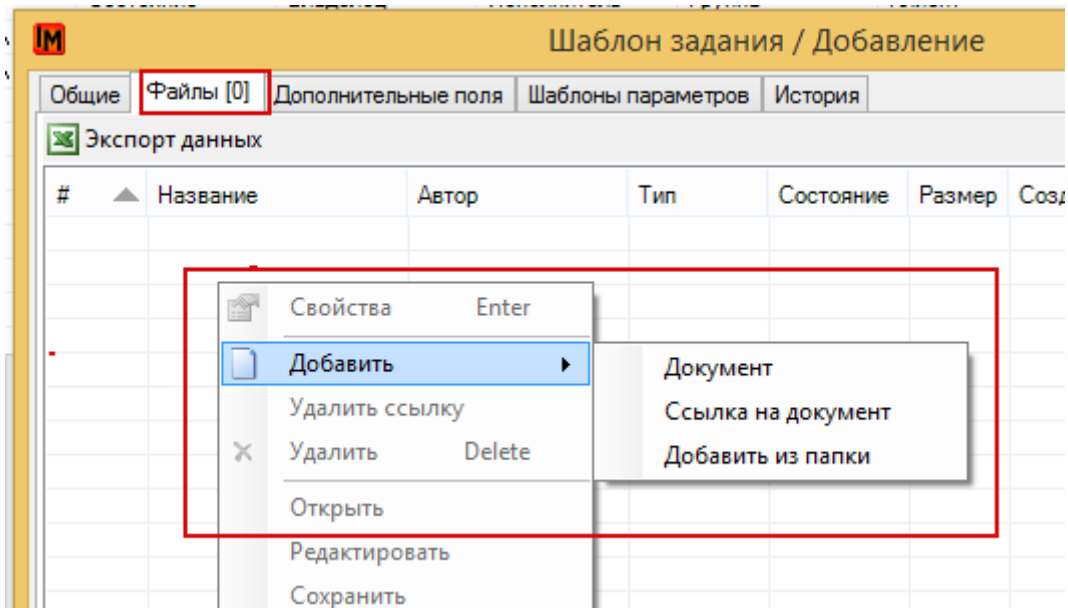 IM
Шаблон задания / Добавление
Общие Файлы [0] Дополнительные поля Шаблоны параметров История
Экспорт данных
# Название Автор Тип Состояние Размер Созд
Свойства Enter
Добавить Документ
Удалить ссылку Ссылка на документ
Удалить Delete Добавить из папки
Открыть
Редактировать
Сохранить